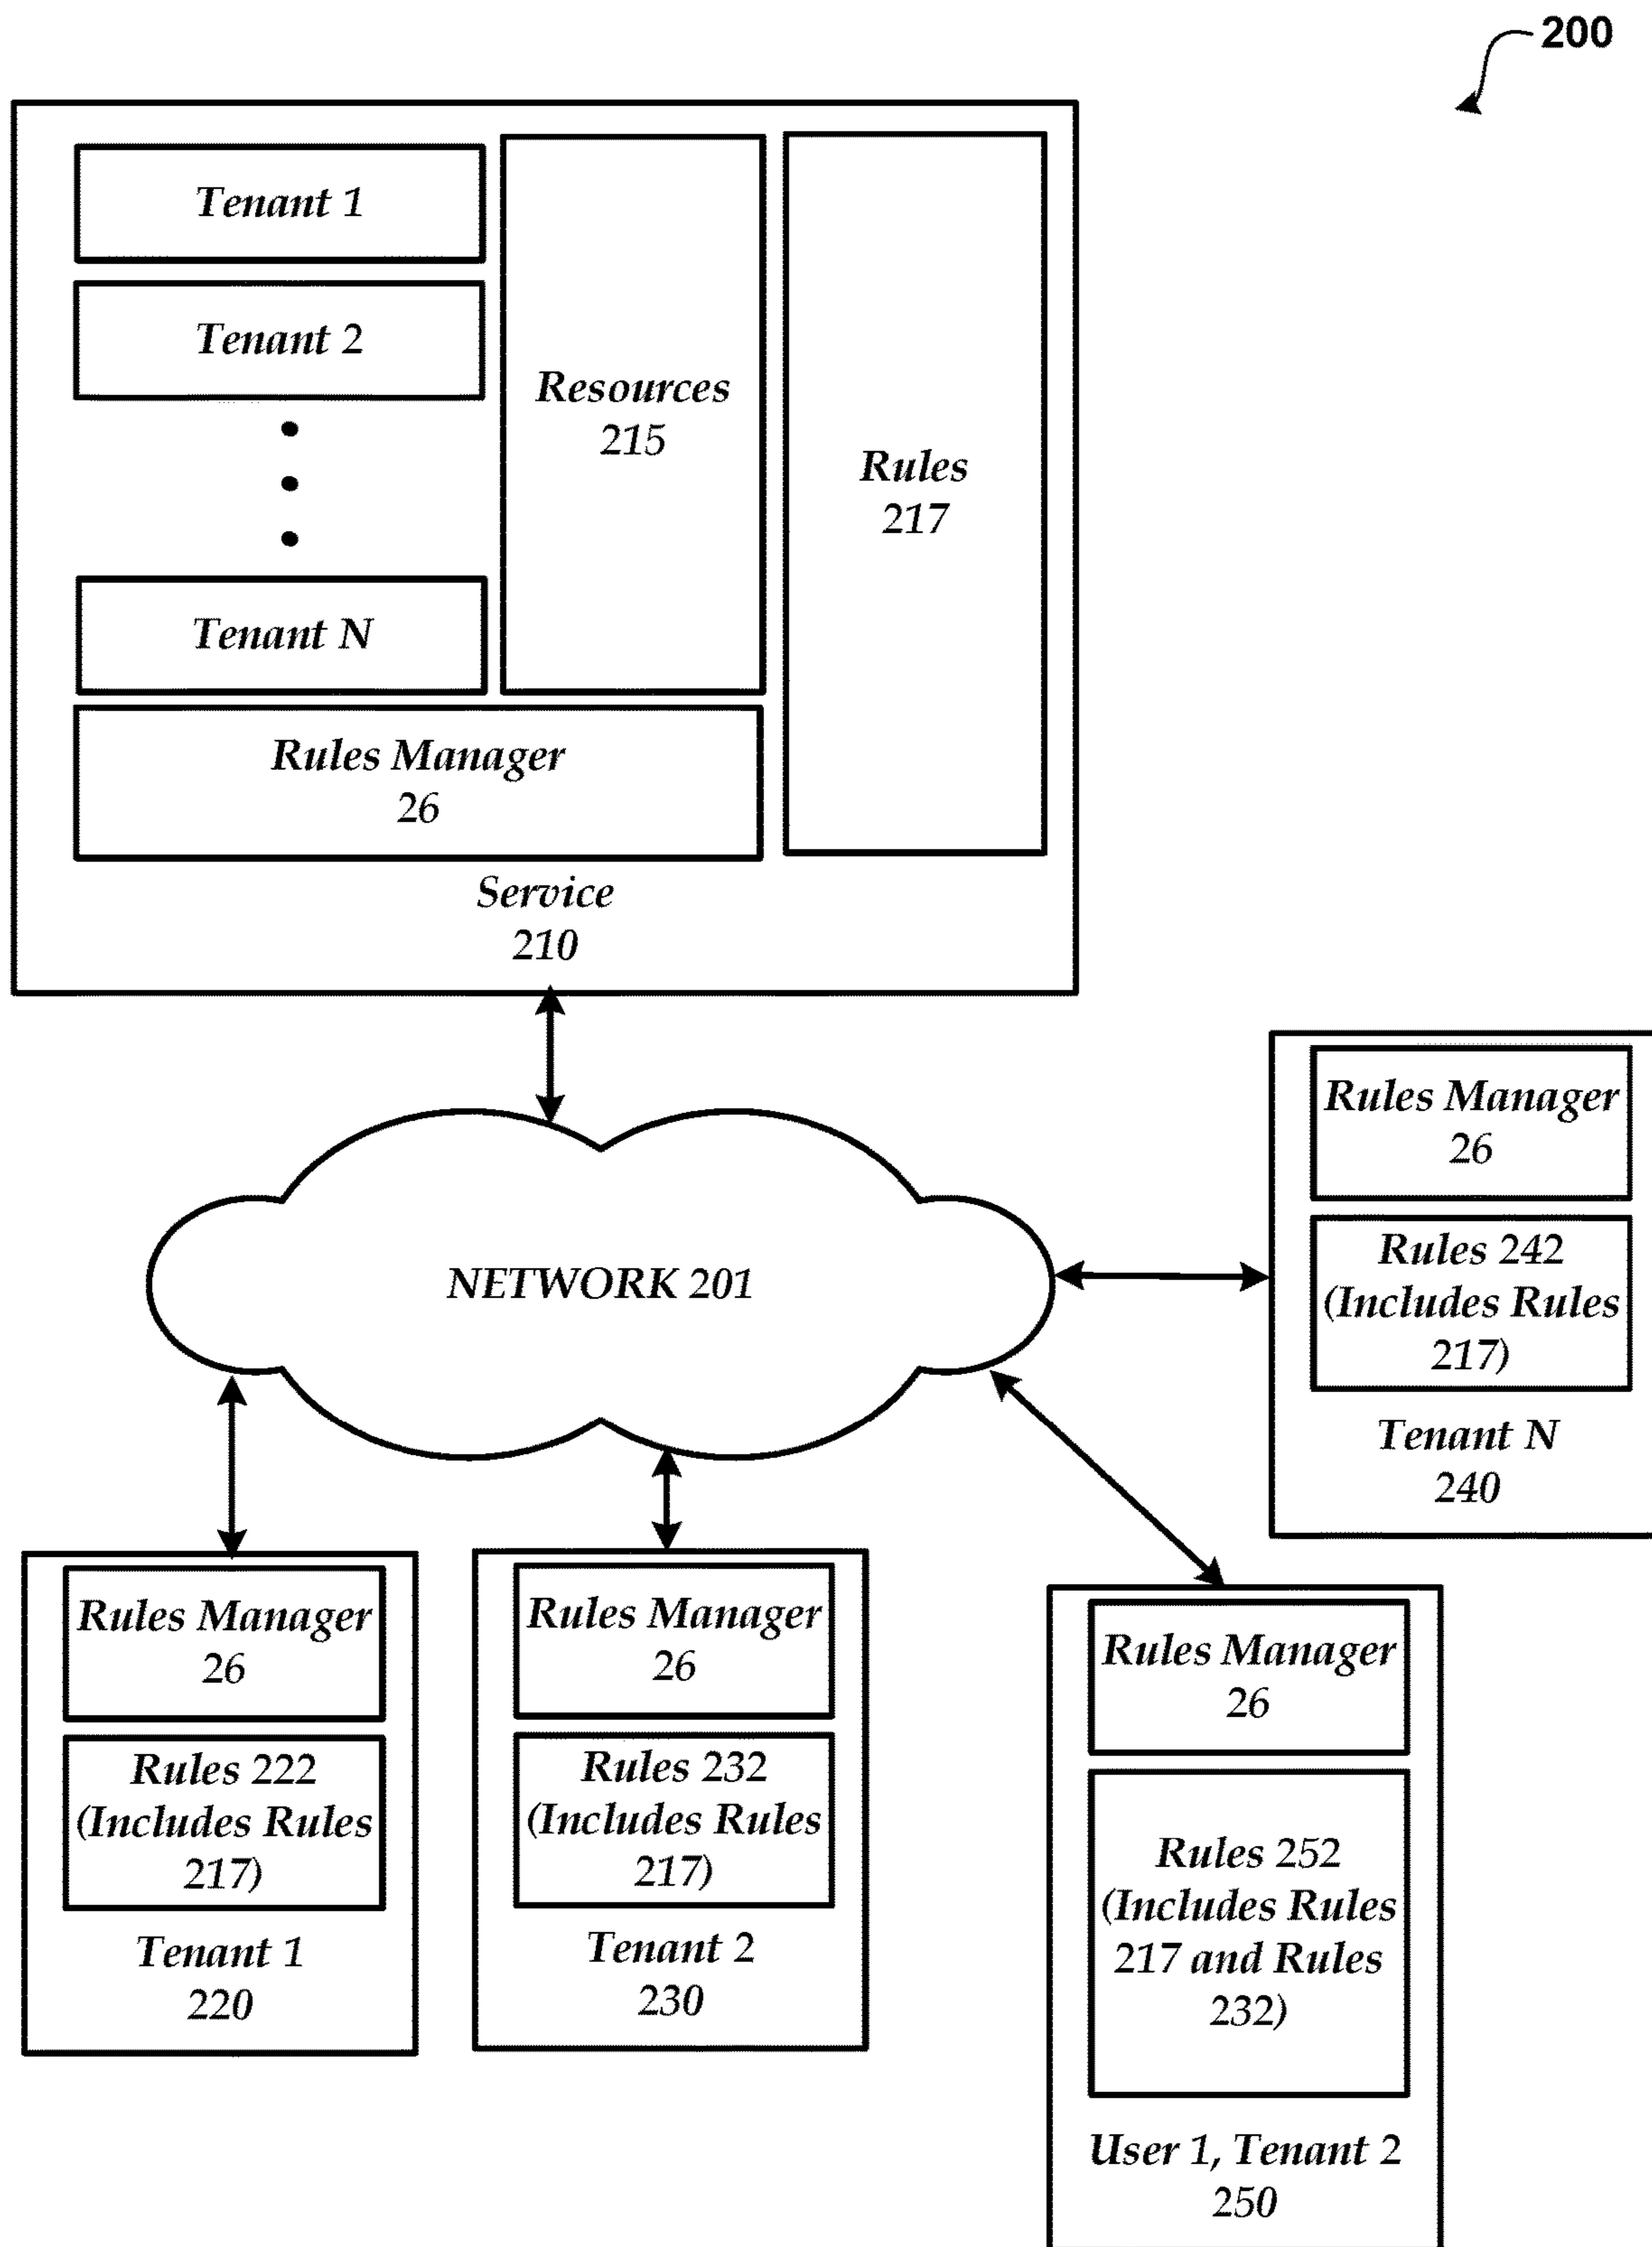 200
Tenant 1
Tenant 2
Tenant N
Resources
215
Rules
217
Rules Manager
26
Service
210
NETWORK 201
Rules Manager
26
Rules 242
(Includes Rules
217)
Tenant N
240
Rules Manager
26
Rules 222
(Includes Rules
217)
Tenant 1
220
Rules Manager
26
Rules 232
(Includes Rules
217)
Tenant 2
230
Rules Manager
26
Rules 252
(Includes Rules
217 and Rules
232)
User 1, Tenant 2
250